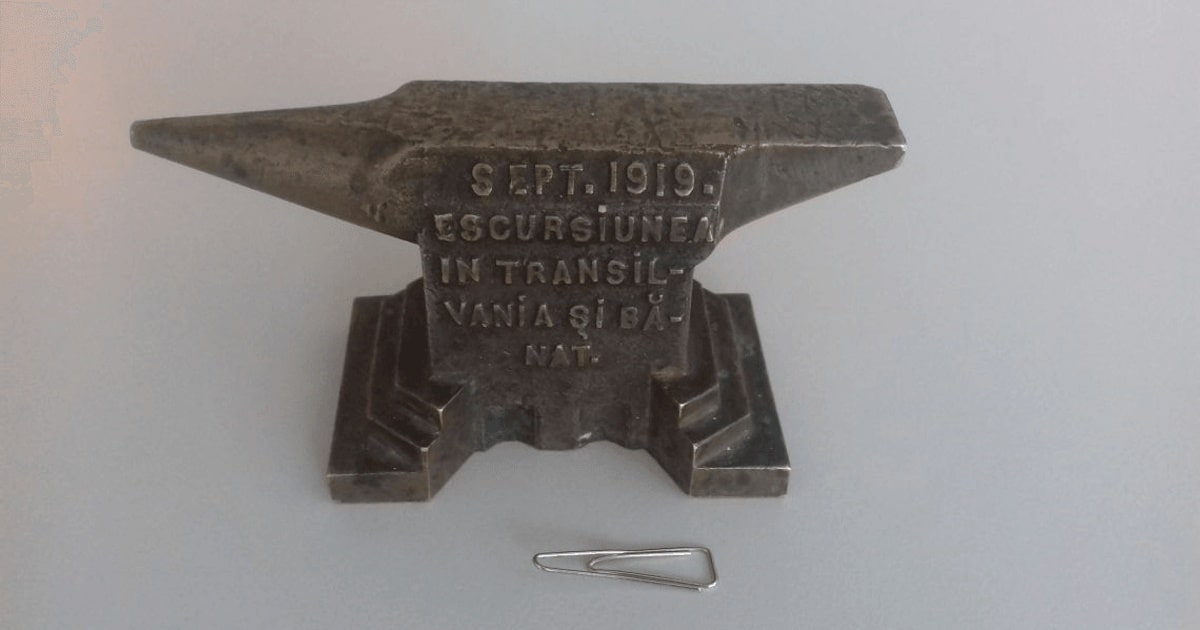 SEPT. 1919.
ESCURSiUNEA
IN TRANSiL-
VANiA ŞI BĂ-
NAT.